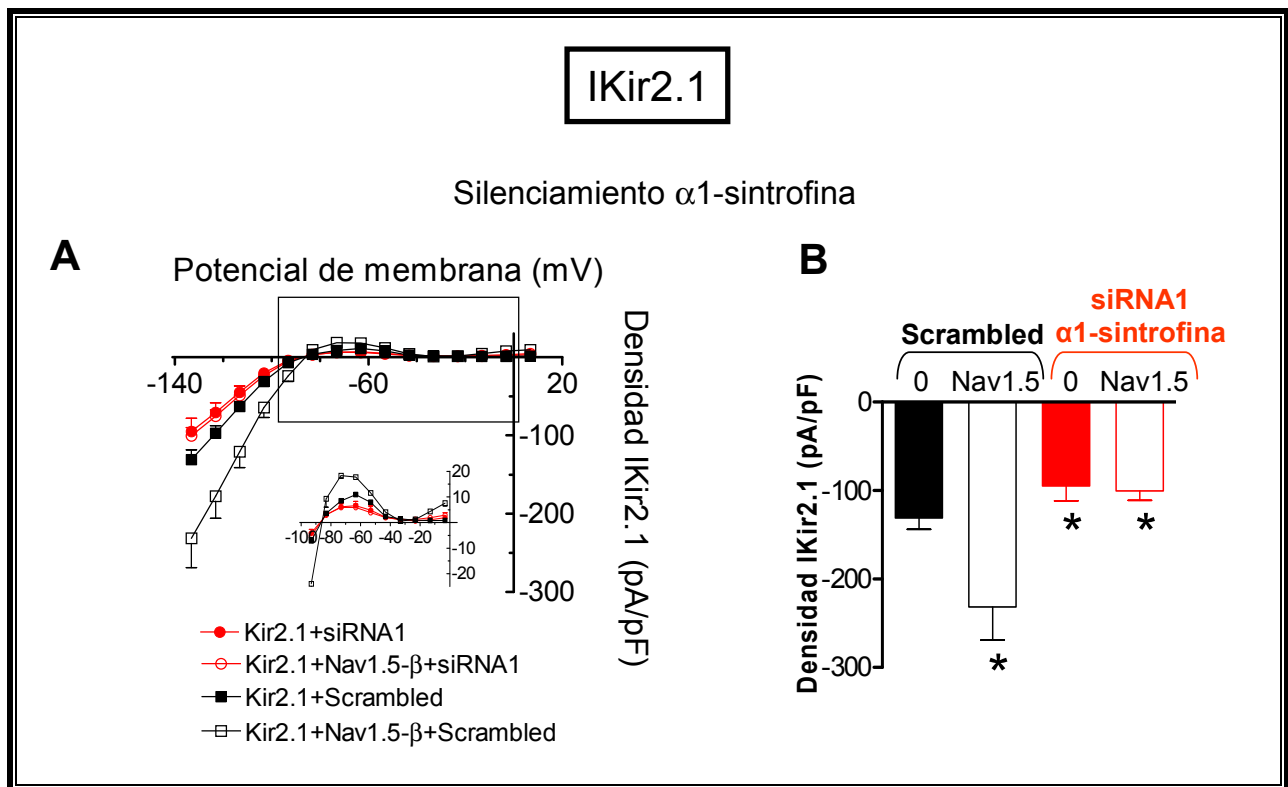 IKir2.1
Silenciamiento α1-sintrofina
A
Potencial de membrana (mV)
-140
-60
20
-100
-200
-300
Densidad IKir2.1 (pA/pF)
20
10
-100 -80 -60 -40 -20
-10
-20
Kir2.1+siRNA1
Kir2.1+Nav1.5-β+siRNA1
Kir2.1+Scrambled
Kir2.1+Nav1.5-β+Scrambled
B
siRNA1
Scrambled α1-sintrofina
0 Nav1.5 0 Nav1.5
0
-100
-200
-300
Densidad IKir2.1 (pA/pF)
* * *